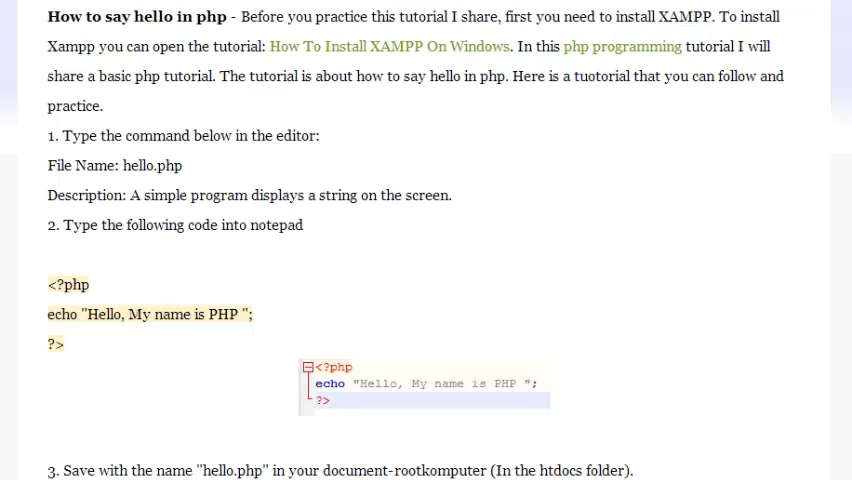 How to say hello in php - Before you practice this tutorial I share, first you need to install XAMPP. To install
Xampp you can open the tutorial: How To Install XAMPP On Windows. In this php programming tutorial I will
share a basic php tutorial. The tutorial is about how to say hello in php. Here is a tuotorial that you can follow and
practice.
1. Type the command below in the editor:
File Name: hello.php
Description: A simple program displays a string on the screen.
2. Type the following code into notepad
<?php
echo "Hello, My name is PHP ";
?>
<?php
echo "Hello, My name is PHP ";
?>
3. Save with the name "hello.php" in your document-rootkomputer (In the htdocs folder).